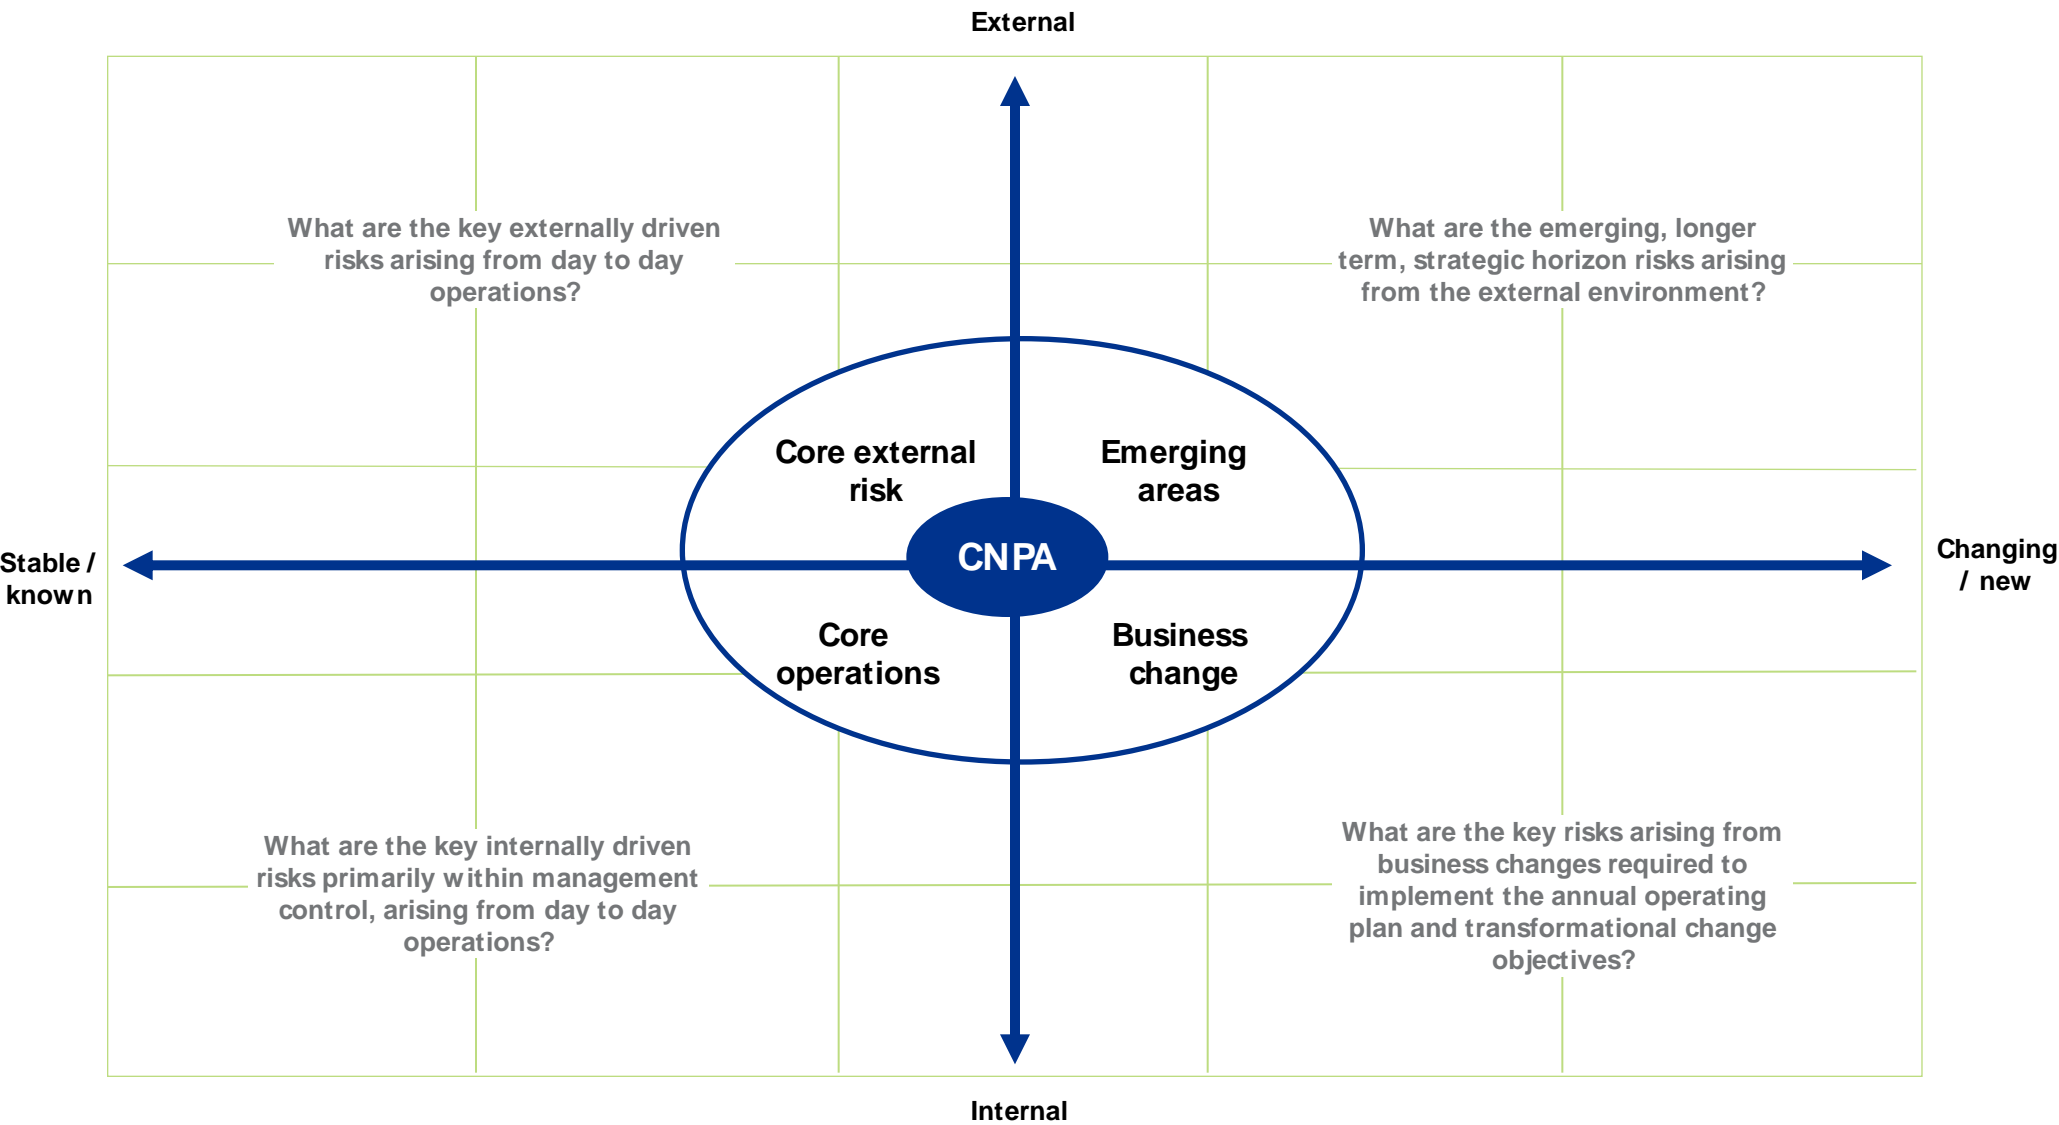 External
What are the key externally driven
risks arising from day to day
operations?
What are the emerging, longer
term, strategic horizon risks arising
from the external environment?
Core external
risk
Emerging
areas
Stable /
known
CNPA
Changing
/ new
Core
operations
Business
change
What are the key internally driven
risks primarily within management
control, arising from day to day
operations?
What are the key risks arising from
business changes required to
implement the annual operating
plan and transformational change
objectives?
Internal